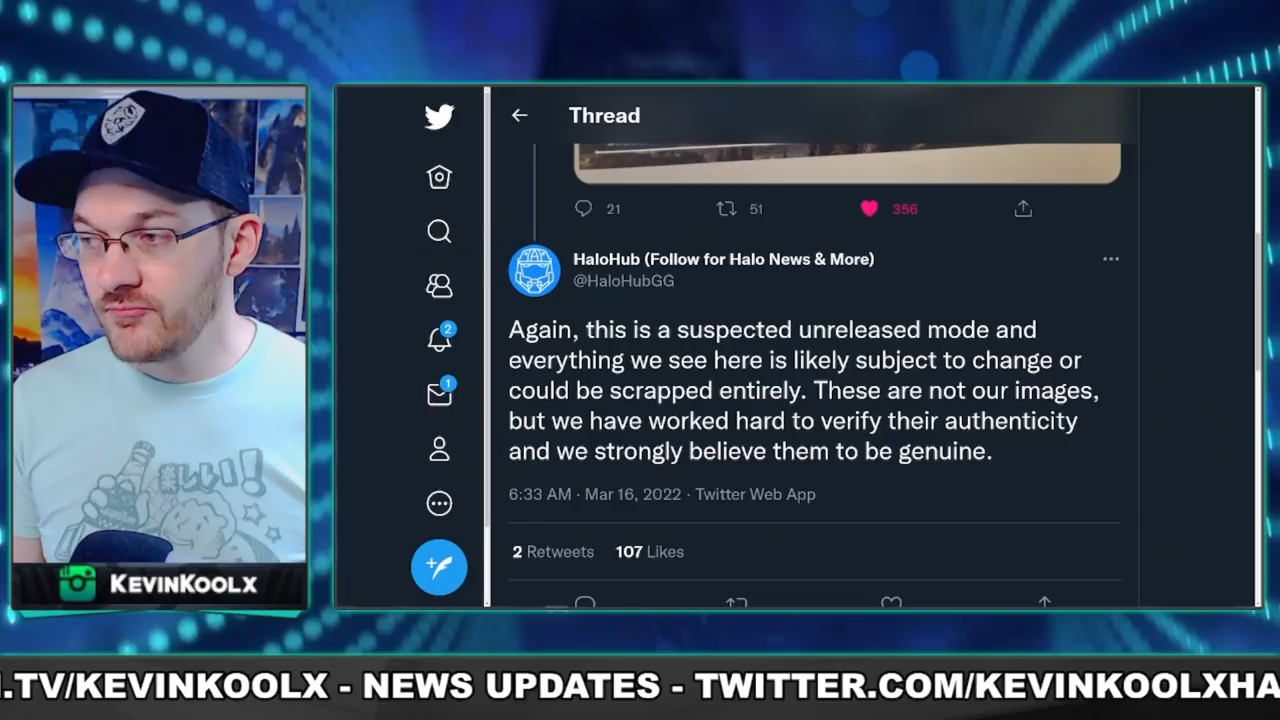 Thread
21
51
356
HaloHub (Follow for Halo News & More)
@HaloHubGG
2
1
Again, this is a suspected unreleased mode and
everything we see here is likely subject to change or
could be scrapped entirely. These are not our images,
but we have worked hard to verify their authenticity
and we strongly believe them to be genuine.
6:33 AM · Mar 16, 2022 · Twitter Web App
2 Retweets 107 Likes
楽しい!
KEVINKOOLX
.TV/KEVINKOOLX - NEWS UPDATES - TWITTER.COM/KEVINKOOLXHA